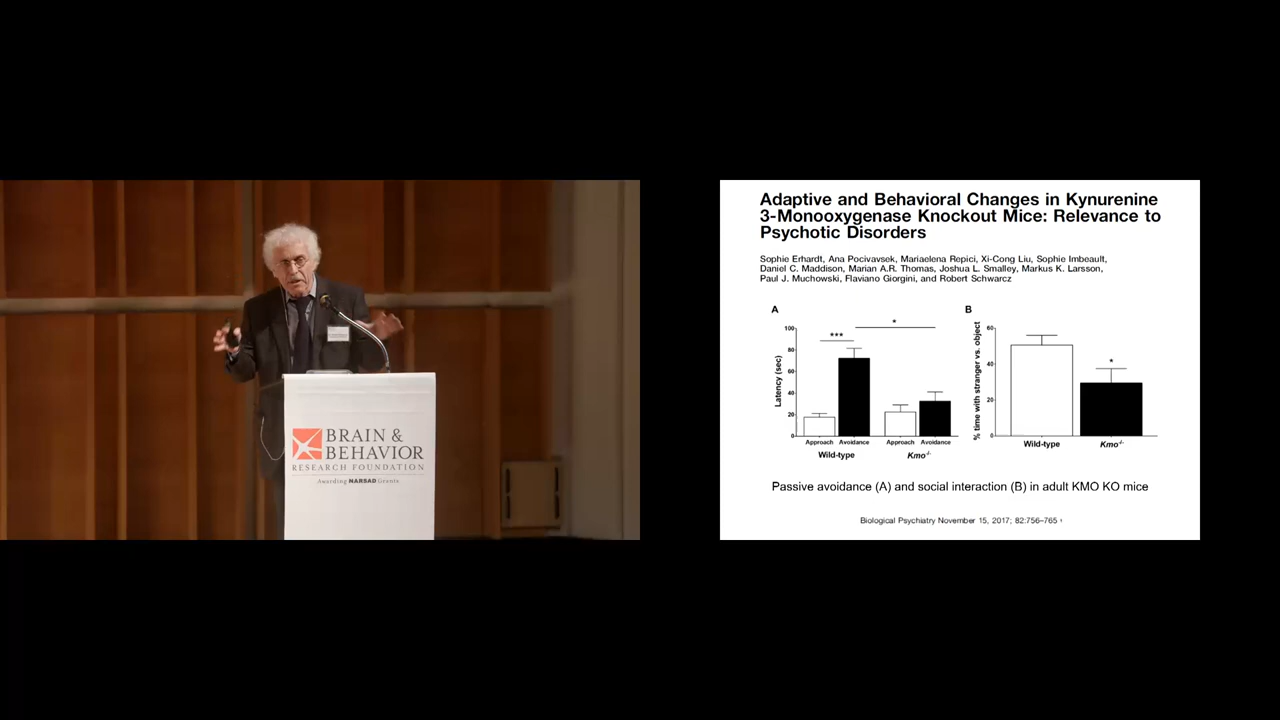 BRAIN &
BEHAVIOR
RESEARCH FOUNDATION
Awarding NARSAD Grants
Adaptive and Behavioral Changes in Kynurenine
3-Monooxygenase Knockout Mice: Relevance to
Psychotic Disorders
Sophie Erhardt, Ana Pocivavsek, Mariaelena Repici, Xi-Cong Liu, Sophie Imbeault,
Daniel C. Maddison, Marian A.R. Thomas, Joshua L. Smalley, Markus K. Larsson,
Paul J. Muchowski, Flaviano Giorgini, and Robert Schwarcz
A
100
80
60
40
20
0
Latency (sec)
***
*
Approach Avoidance Approach Avoidance
Wild-type Kmo-/-
B
60
40
20
0
% time with stranger vs. object
*
Wild-type Kmo-/-
Passive avoidance (A) and social interaction (B) in adult KMO KO mice
Biological Psychiatry November 15, 2017; 82:756–765